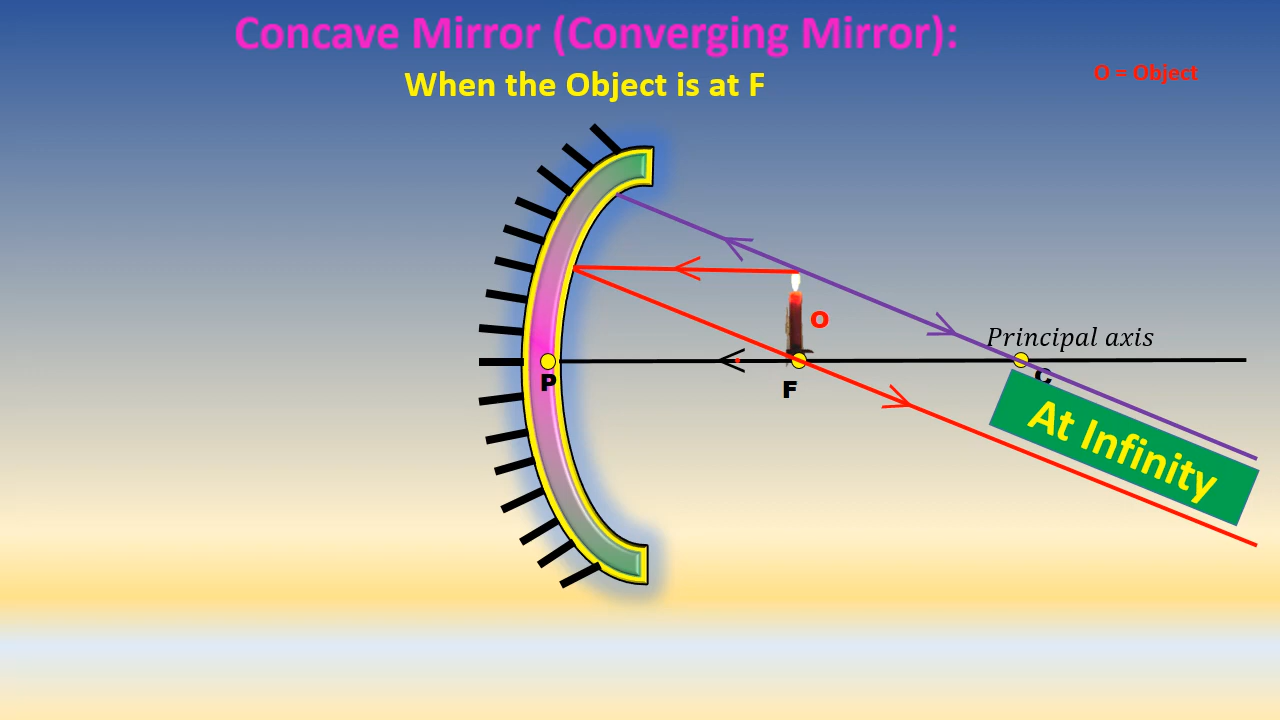 Concave Mirror (Converging Mirror):
When the Object is at F
O = Object
O
Principal axis
P
F
C
At Infinity